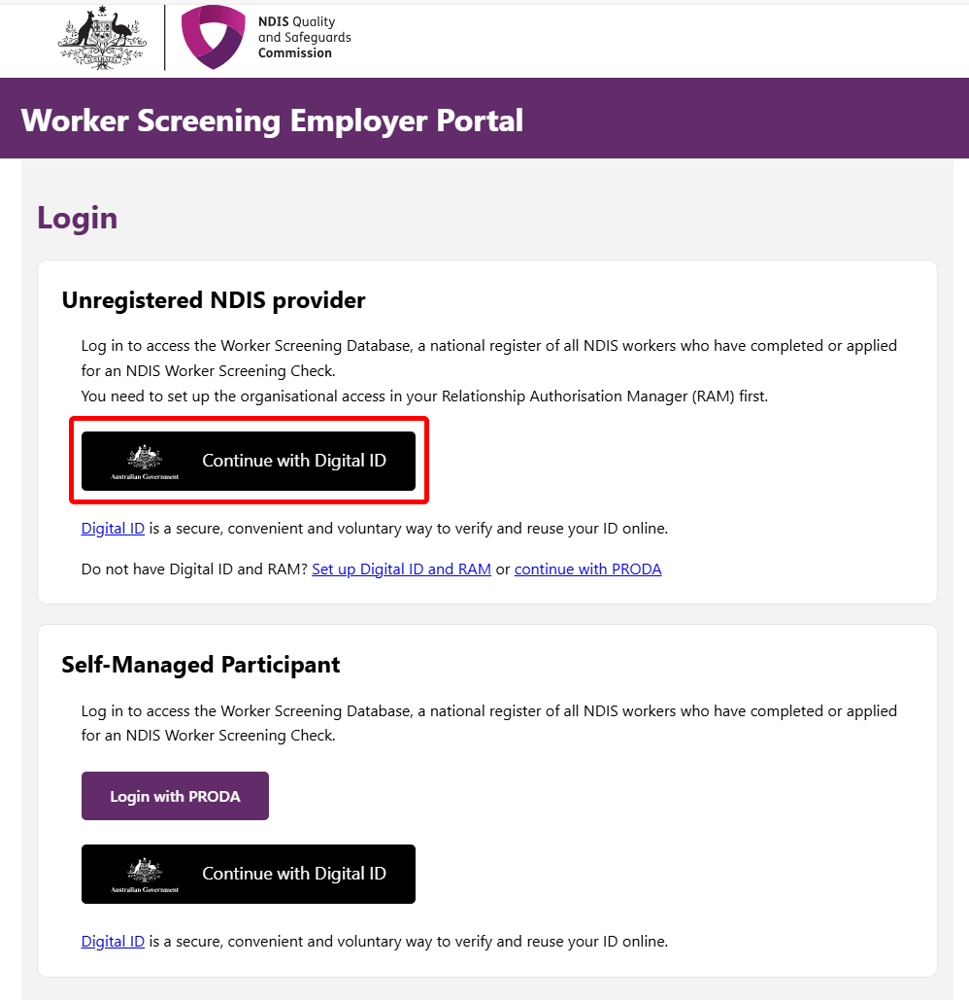 NDIS Quality
and Safeguards
Commission
Worker Screening Employer Portal
Login
Unregistered NDIS provider
Log in to access the Worker Screening Database, a national register of all NDIS workers who have completed or applied
for an NDIS Worker Screening Check.
You need to set up the organisational access in your Relationship Authorisation Manager (RAM) first.
Australian Government
Continue with Digital ID
Digital ID is a secure, convenient and voluntary way to verify and reuse your ID online.
Do not have Digital ID and RAM? Set up Digital ID and RAM or continue with PRODA
Self-Managed Participant
Log in to access the Worker Screening Database, a national register of all NDIS workers who have completed or applied
for an NDIS Worker Screening Check.
Login with PRODA
Australian Government
Continue with Digital ID
Digital ID is a secure, convenient and voluntary way to verify and reuse your ID online.